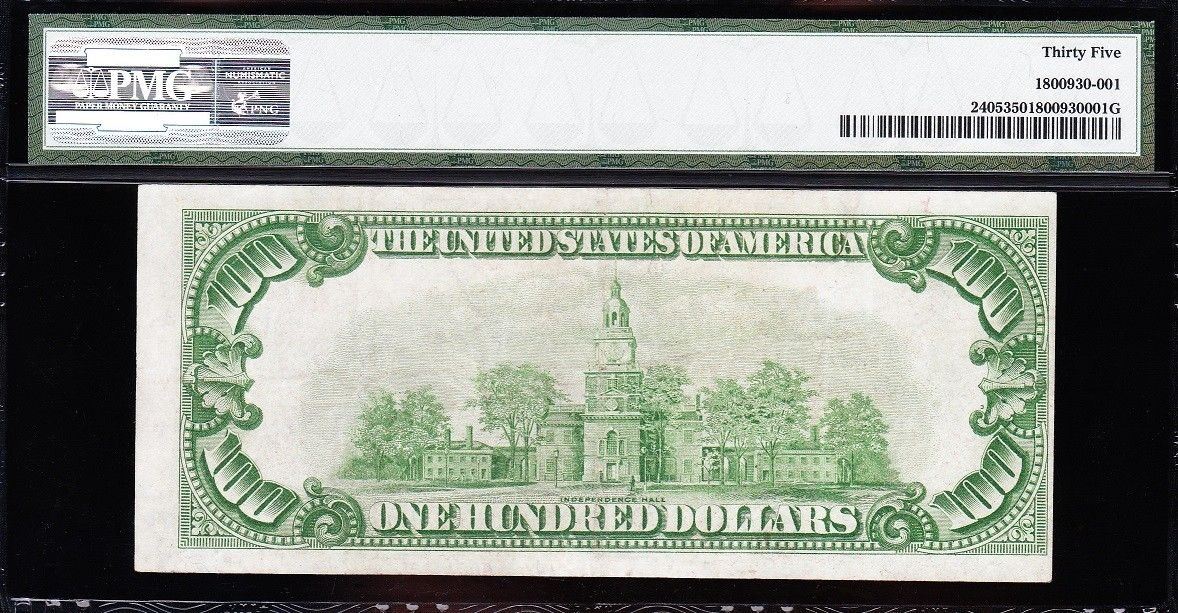 PMG
PAPER MONEY GUARANTY
NUMISMATIC
PNG
Thirty Five
1800930-001
24053501800930001G
THE UNITED STATES OF AMERICA
100
100
100
100
INDEPENDENCE HALL
ONE HUNDRED DOLLARS